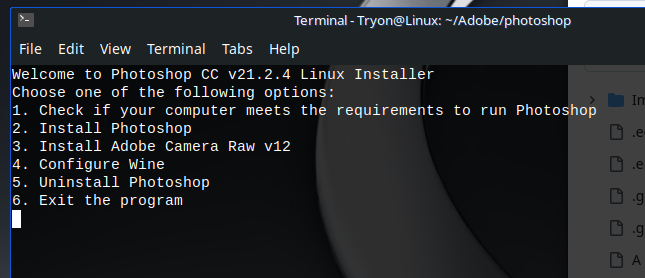 Terminal - Tryon@Linux: ~/Adobe/photoshop
File Edit View Terminal Tabs Help
Welcome to Photoshop CC v21.2.4 Linux Installer
Choose one of the following options:
1. Check if your computer meets the requirements to run Photoshop
2. Install Photoshop
3. Install Adobe Camera Raw v12
4. Configure Wine
5. Uninstall Photoshop
6. Exit the program